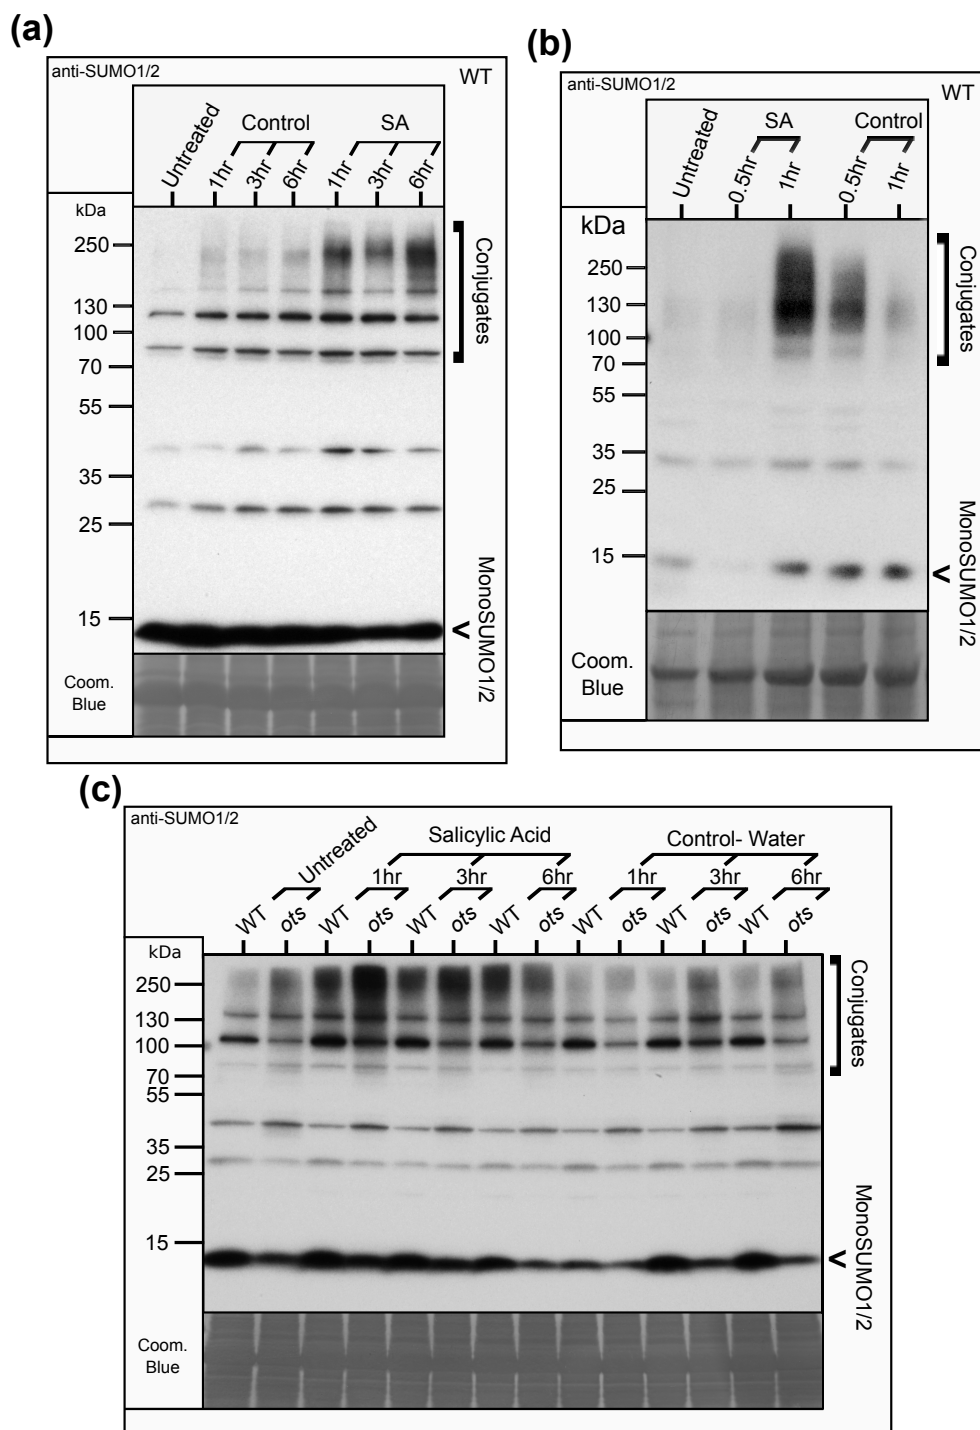 (a)
anti-SUMO1/2
WT
Untreated
Control
1hr
3hr
6hr
SA
1hr
3hr
6hr
kDa
250
130
100
70
55
35
25
15
Conjugates
MonoSUMO1/2
<
Coom.
Blue
(b)
anti-SUMO1/2
WT
Untreated
SA
0.5hr
1hr
Control
0.5hr
1hr
kDa
250
130
100
70
55
35
25
15
Conjugates
MonoSUMO1/2
<
Coom.
Blue
(c)
anti-SUMO1/2
Untreated
Salicylic Acid
Control- Water
1hr
3hr
6hr
1hr
3hr
6hr
WT
ots
WT
ots
WT
ots
WT
ots
WT
ots
WT
ots
WT
ots
kDa
250
130
100
70
55
35
25
15
Conjugates
MonoSUMO1/2
<
Coom.
Blue